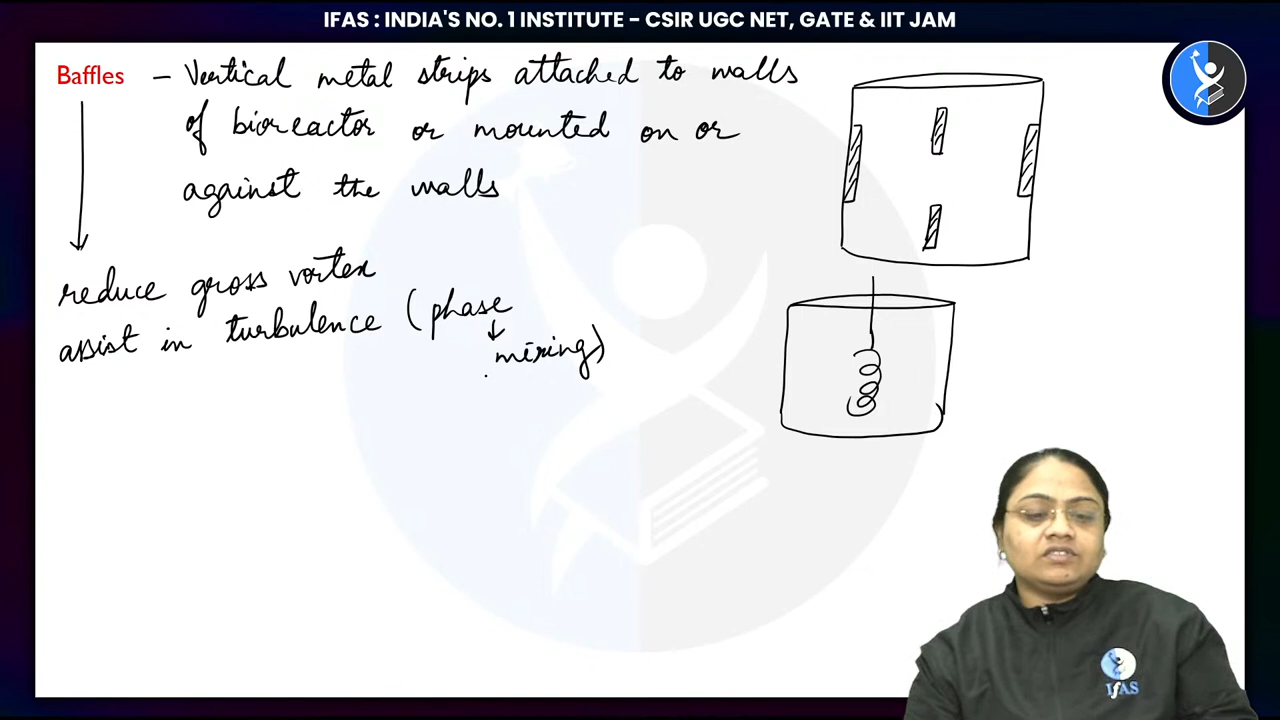 IFAS : INDIA'S NO. 1 INSTITUTE – CSIR UGC NET, GATE & IIT JAM
Baffles – Vertical metal strips attached to walls
of bioreactor or mounted on or
against the walls
reduce gross vortex
assist in turbulence (phase
mixing)
IFAS